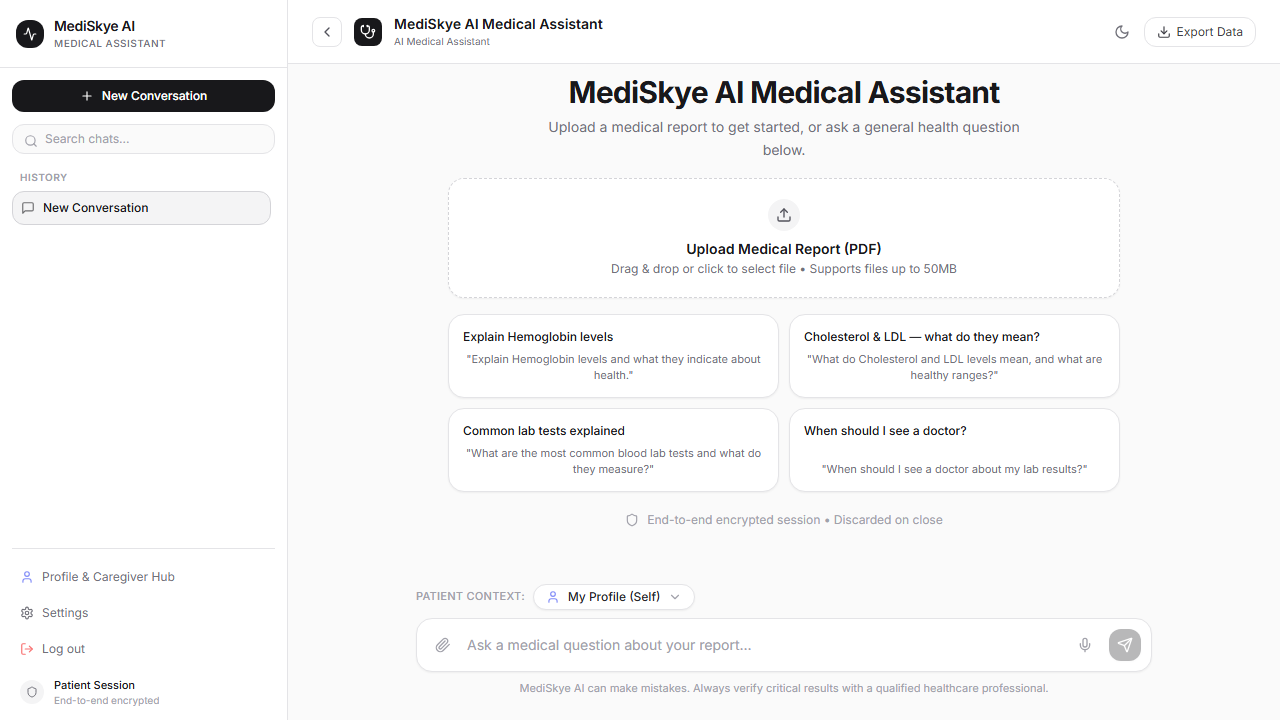 MediSkye AI
MEDICAL ASSISTANT
New Conversation
Search chats...
HISTORY
New Conversation
Profile & Caregiver Hub
Settings
Log out
Patient Session
End-to-end encrypted
MediSkye AI Medical Assistant
AI Medical Assistant
Export Data
MediSkye AI Medical Assistant
Upload a medical report to get started, or ask a general health question
below.
Upload Medical Report (PDF)
Drag & drop or click to select file • Supports files up to 50MB
Explain Hemoglobin levels
"Explain Hemoglobin levels and what they indicate about
health."
Cholesterol & LDL — what do they mean?
"What do Cholesterol and LDL levels mean, and what are
healthy ranges?"
Common lab tests explained
"What are the most common blood lab tests and what do
they measure?"
When should I see a doctor?
"When should I see a doctor about my lab results?"
End-to-end encrypted session • Discarded on close
PATIENT CONTEXT:
My Profile (Self)
Ask a medical question about your report...
MediSkye AI can make mistakes. Always verify critical results with a qualified healthcare professional.